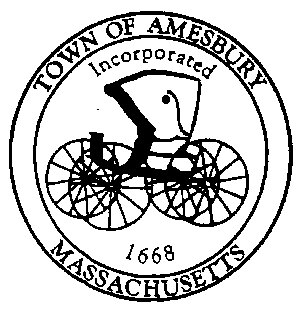 TOWN OF AMESBURY
Incorporated
1668
MASSACHUSETTS